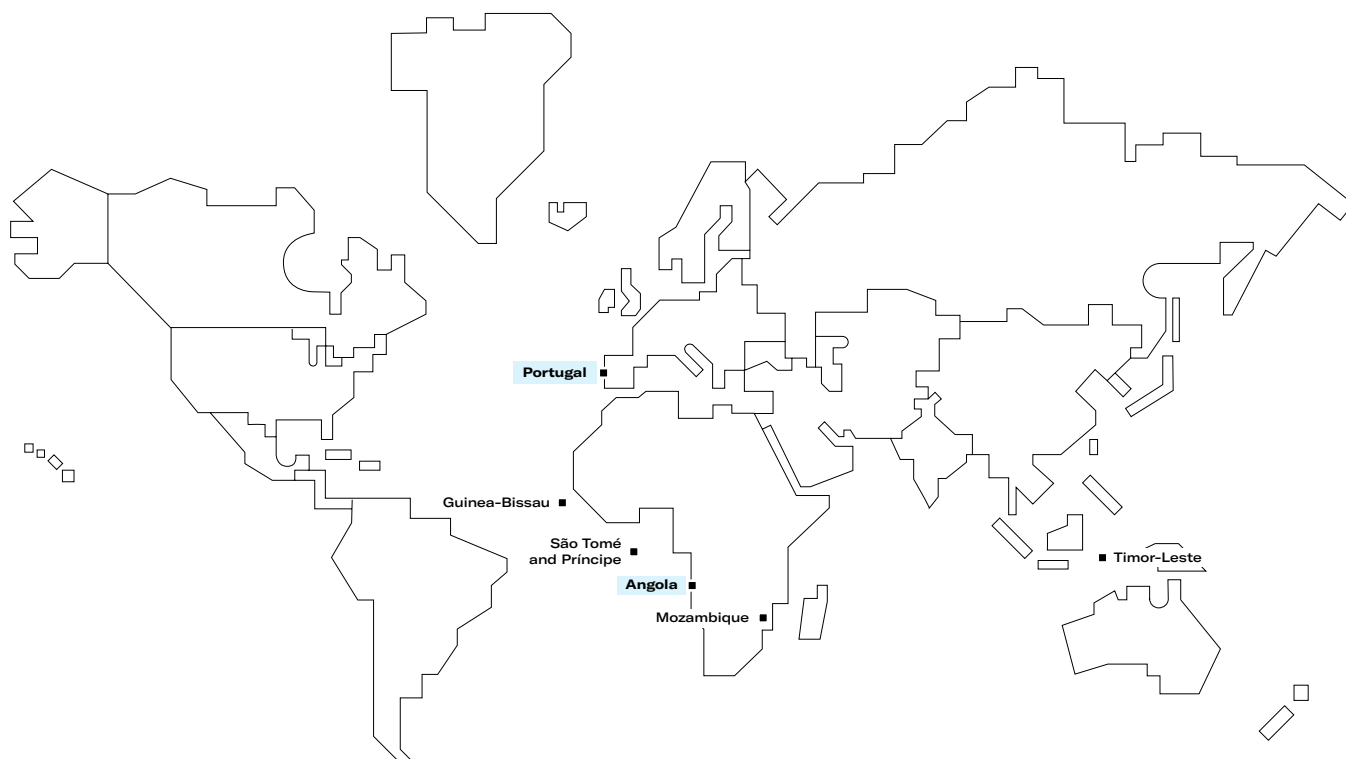 Portugal
Guinea-Bissau
São Tomé
and Príncipe
Timor-Leste
Angola
Mozambique